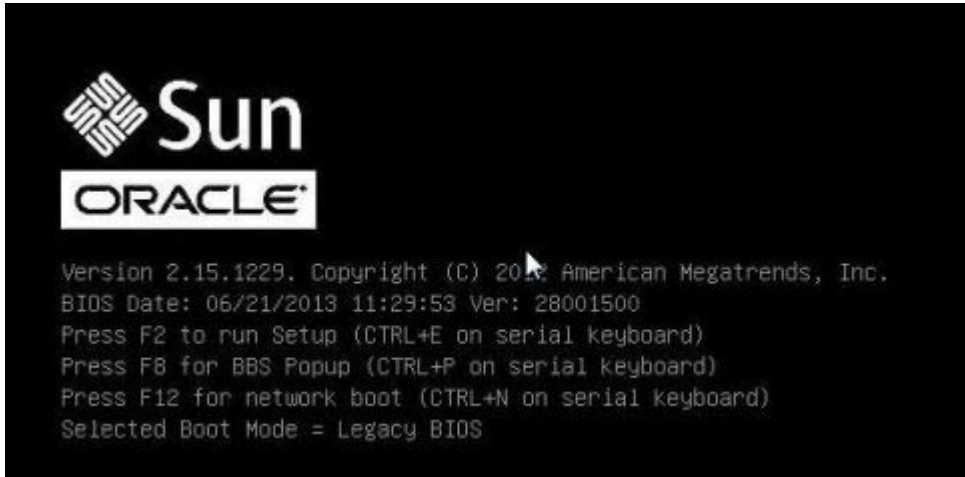 Sun
ORACLE
Version 2.15.1229. Copyright (C) American Megatrends, Inc.
BIOS Date: 06/21/2013 11:29:53 Ver: 28001500
Press F2 to run Setup (CTRL+E on serial keyboard)
Press F8 for BBS Popup (CTRL+P on serial keyboard)
Press F12 for network boot (CTRL+N on serial keyboard)
Selected Boot Mode = Legacy BIOS